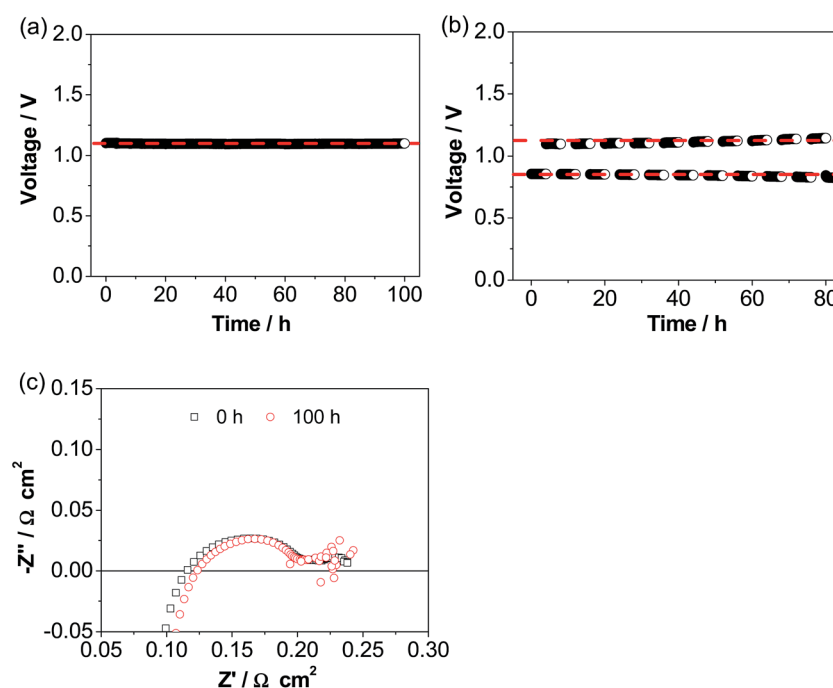 (a)
2.0
1.5
1.0
0.5
0.0
Voltage / V
0 20 40 60 80 100
Time / h
(b)
2.0
1.5
1.0
0.5
0.0
Voltage / V
0 20 40 60 80
Time / h
(c)
0.15
0.10
0.05
0.00
-0.05
-Z" / Ω cm²
0 h 100 h
0.05 0.10 0.15 0.20 0.25 0.30
Z' / Ω cm²